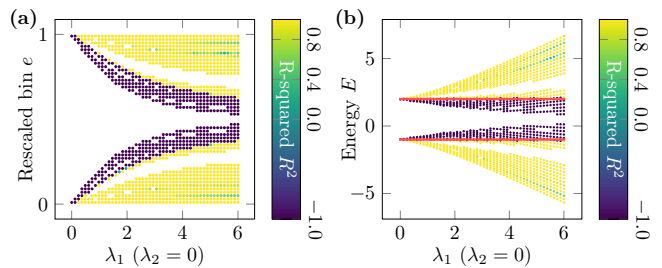 (a)
Rescaled bin e
1
0
0 2 4 6
λ₁ (λ₂ = 0)
R-squared R²
0.8
0.4
0.0
−1.0
(b)
Energy E
5
0
−5
0 2 4 6
λ₁ (λ₂ = 0)
R-squared R²
0.8
0.4
0.0
−1.0